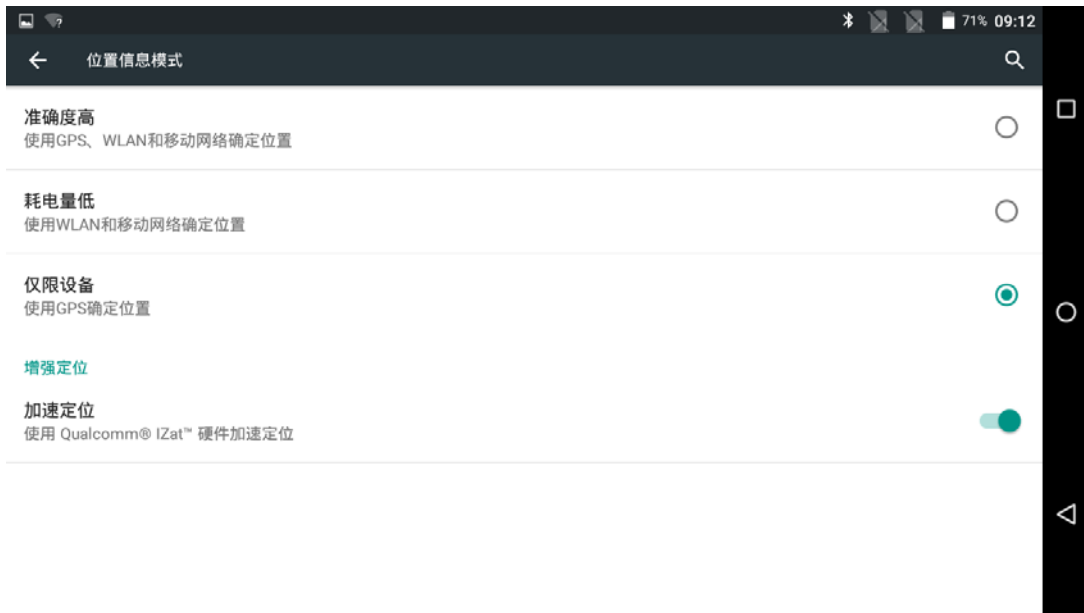 71% 09:12
位置信息模式
准确度高
使用GPS、WLAN和移动网络确定位置
耗电量低
使用WLAN和移动网络确定位置
仅限设备
使用GPS确定位置
增强定位
加速定位
使用 Qualcomm® IZat™ 硬件加速定位